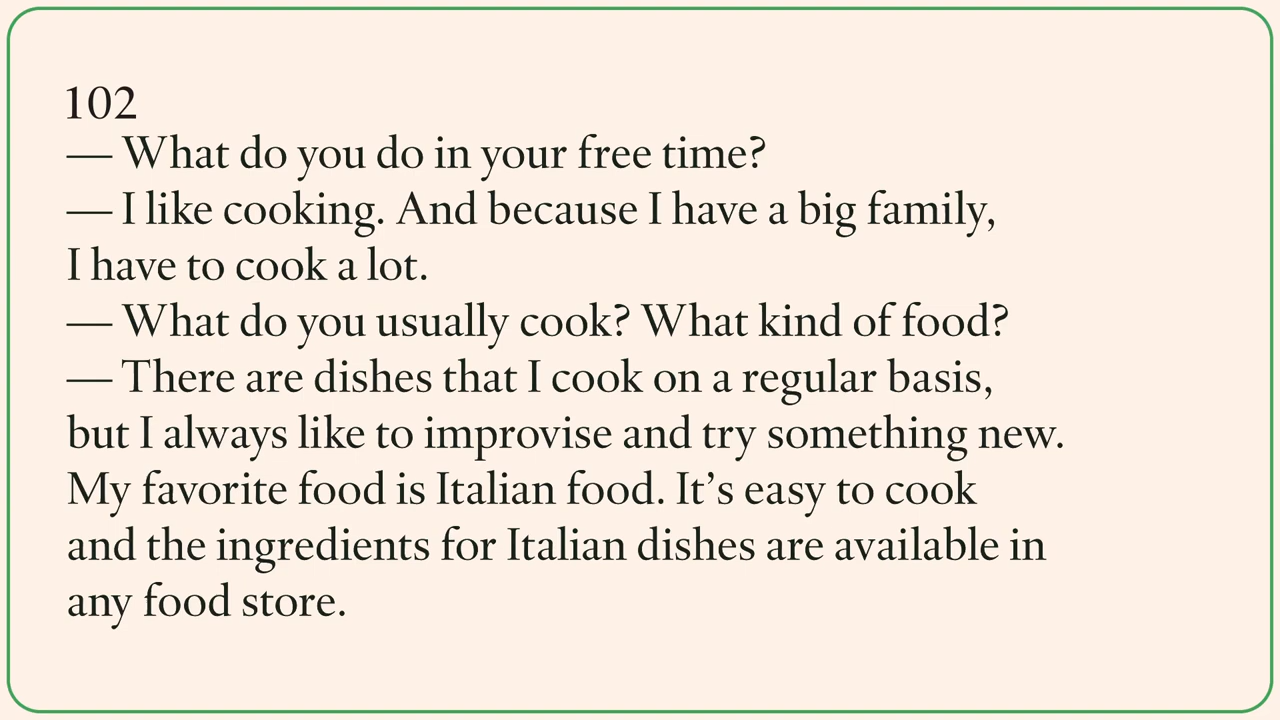 102
— What do you do in your free time?
— I like cooking. And because I have a big family,
I have to cook a lot.
— What do you usually cook? What kind of food?
— There are dishes that I cook on a regular basis,
but I always like to improvise and try something new.
My favorite food is Italian food. It’s easy to cook
and the ingredients for Italian dishes are available in
any food store.